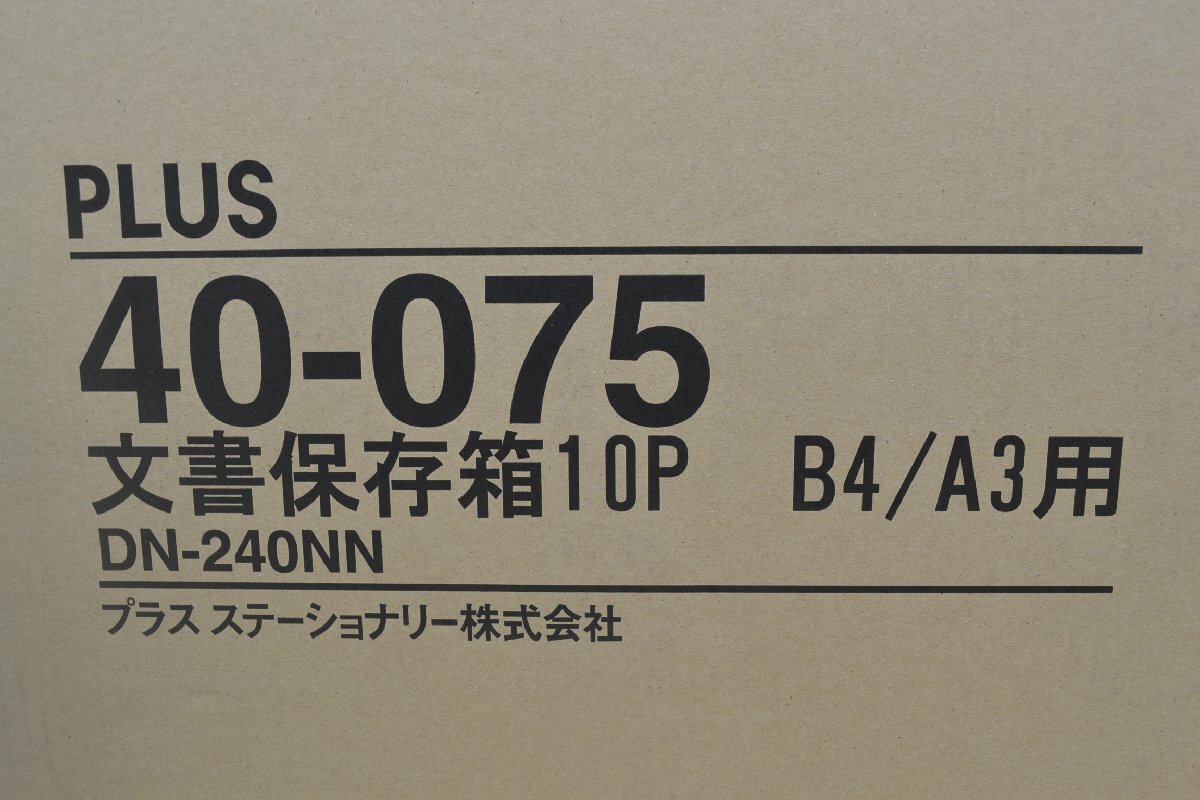 PLUS
40-075
文書保存箱10P　B4/A3用
DN-240NN
プラス ステーショナリー株式会社